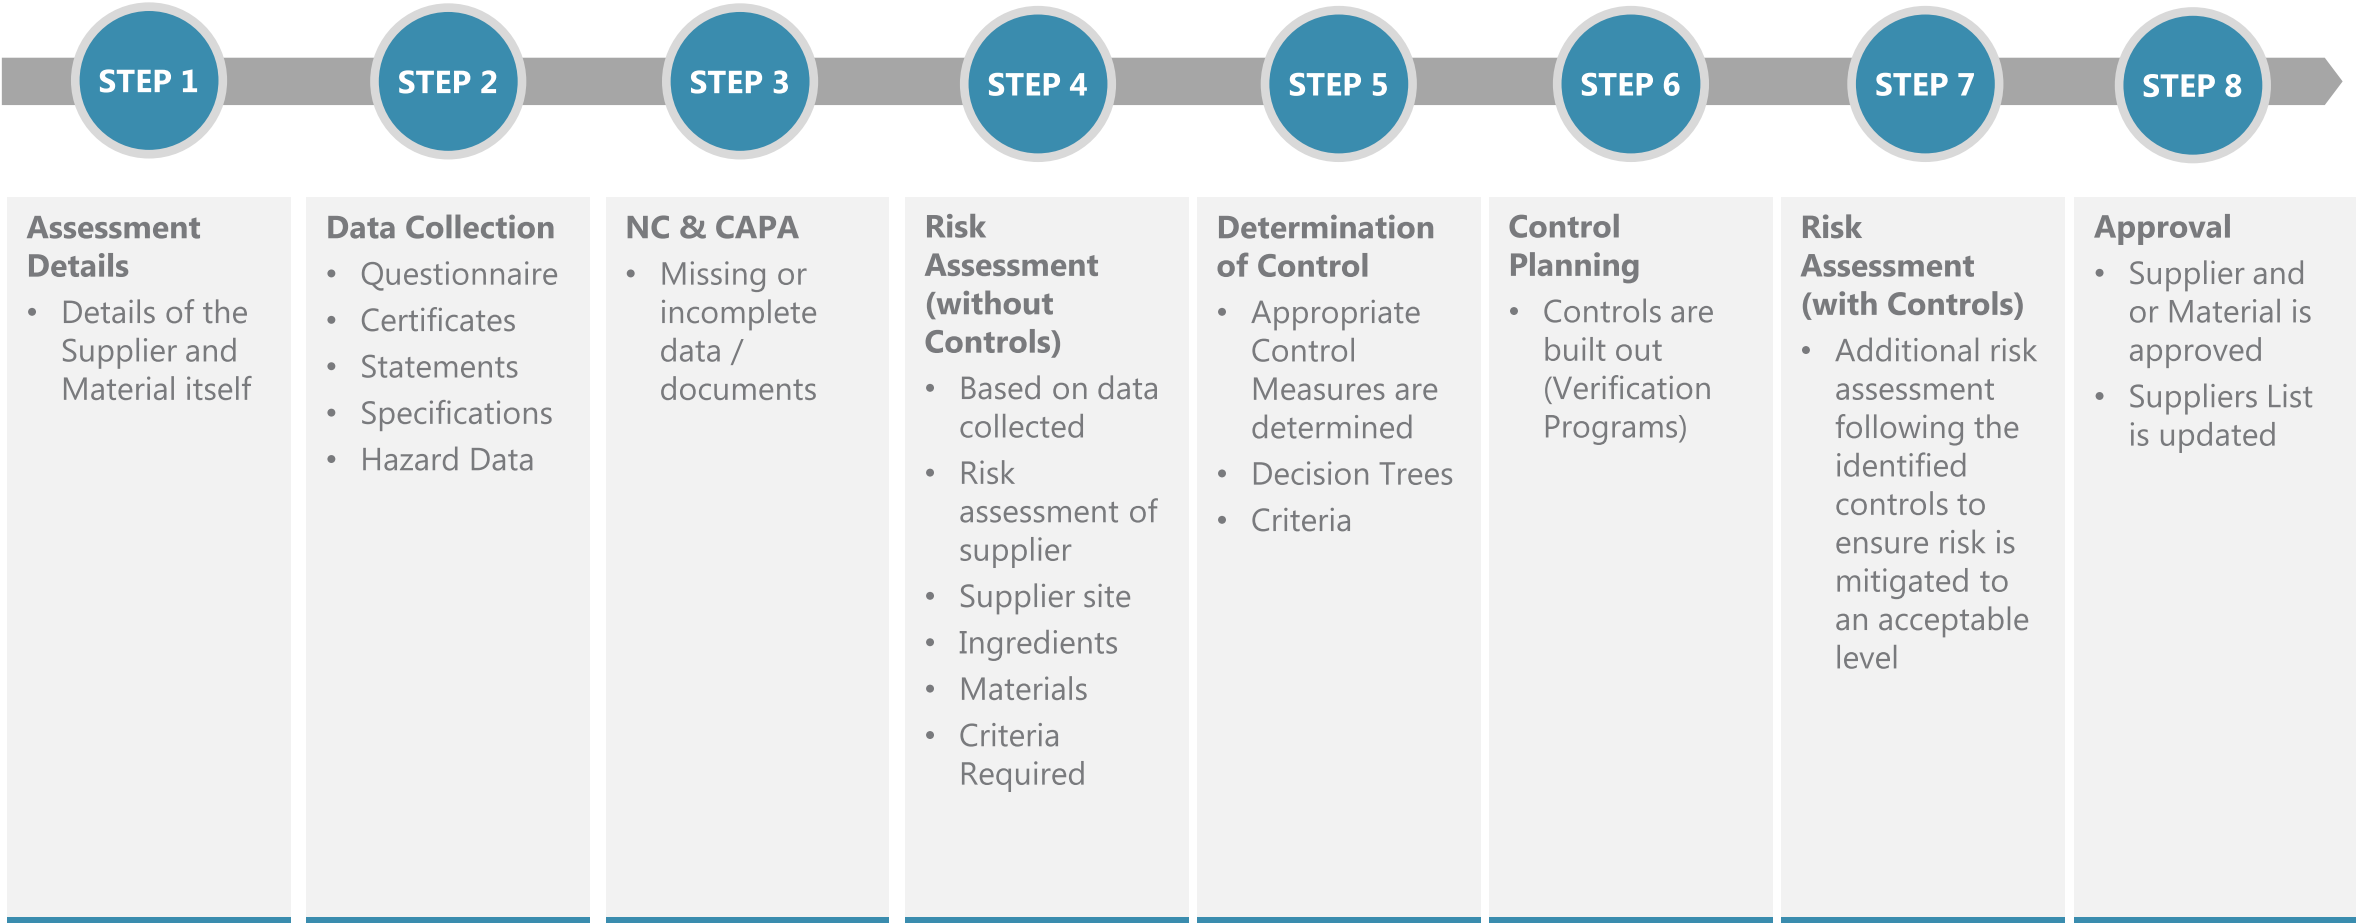 STEP 1
STEP 2
STEP 3
STEP 4
STEP 5
STEP 6
STEP 7
STEP 8
Assessment
Details
• Details of the
Supplier and
Material itself
Data Collection
• Questionnaire
• Certificates
• Statements
• Specifications
• Hazard Data
NC & CAPA
• Missing or
incomplete
data /
documents
Risk
Assessment
(without
Controls)
• Based on data
collected
• Risk
assessment of
supplier
• Supplier site
• Ingredients
• Materials
• Criteria
Required
Determination
of Control
• Appropriate
Control
Measures are
determined
• Decision Trees
• Criteria
Control
Planning
• Controls are
built out
(Verification
Programs)
Risk
Assessment
(with Controls)
• Additional risk
assessment
following the
identified
controls to
ensure risk is
mitigated to
an acceptable
level
Approval
• Supplier and
or Material is
approved
• Suppliers List
is updated